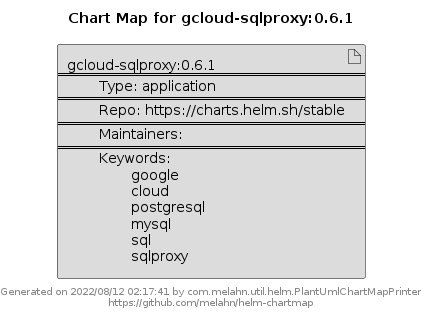 Chart Map for gcloud-sqlproxy:0.6.1
gcloud-sqlproxy:0.6.1
Type: application
Repo: https://charts.helm.sh/stable
Maintainers:
Keywords:
google
cloud
postgresql
mysql
sql
sqlproxy
Generated on 2022/08/12 02:17:41 by com.melahn.util.helm.PlantUmlChartMapPrinter
https://github.com/melahn/helm-chartmap